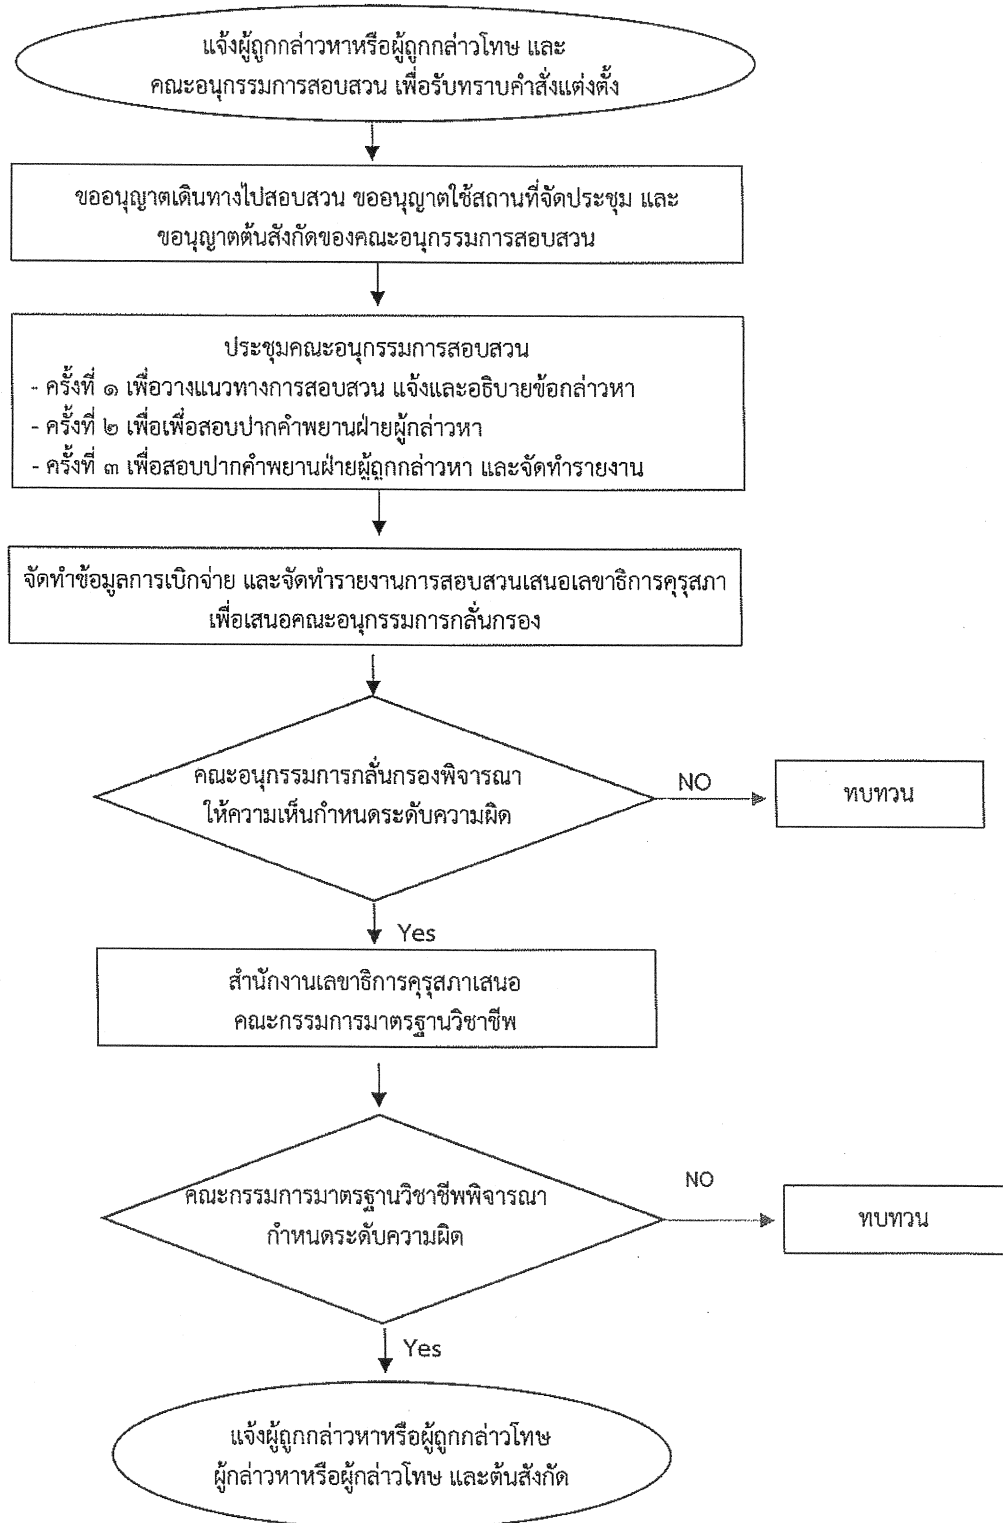 แจ้งผู้ถูกกล่าวหาหรือผู้ถูกกล่าวโทษ และ
คณะอนุกรรมการสอบสวน เพื่อรับทราบคำสั่งแต่งตั้ง
ขออนุญาตเดินทางไปสอบสวน ขออนุญาตใช้สถานที่จัดประชุม และ
ขอนุญาตต้นสังกัดของคณะอนุกรรมการสอบสวน
ประชุมคณะอนุกรรมการสอบสวน
- ครั้งที่ ๑ เพื่อวางแนวทางการสอบสวน แจ้งและอธิบายข้อกล่าวหา
- ครั้งที่ ๒ เพื่อเพื่อสอบปากคำพยานฝ่ายผู้กล่าวหา
- ครั้งที่ ๓ เพื่อสอบปากคำพยานฝ่ายผู้ถูกกล่าวหา และจัดทำรายงาน
จัดทำข้อมูลการเบิกจ่าย และจัดทำรายงานการสอบสวนเสนอเลขาธิการคุรุสภา
เพื่อเสนอคณะอนุกรรมการกลั่นกรอง
คณะอนุกรรมการกลั่นกรองพิจารณา
ให้ความเห็นกำหนดระดับความผิด
NO
ทบทวน
Yes
สำนักงานเลขาธิการคุรุสภาเสนอ
คณะกรรมการมาตรฐานวิชาชีพ
คณะกรรมการมาตรฐานวิชาชีพพิจารณา
กำหนดระดับความผิด
NO
ทบทวน
Yes
แจ้งผู้ถูกกล่าวหาหรือผู้ถูกกล่าวโทษ
ผู้กล่าวหาหรือผู้กล่าวโทษ และต้นสังกัด